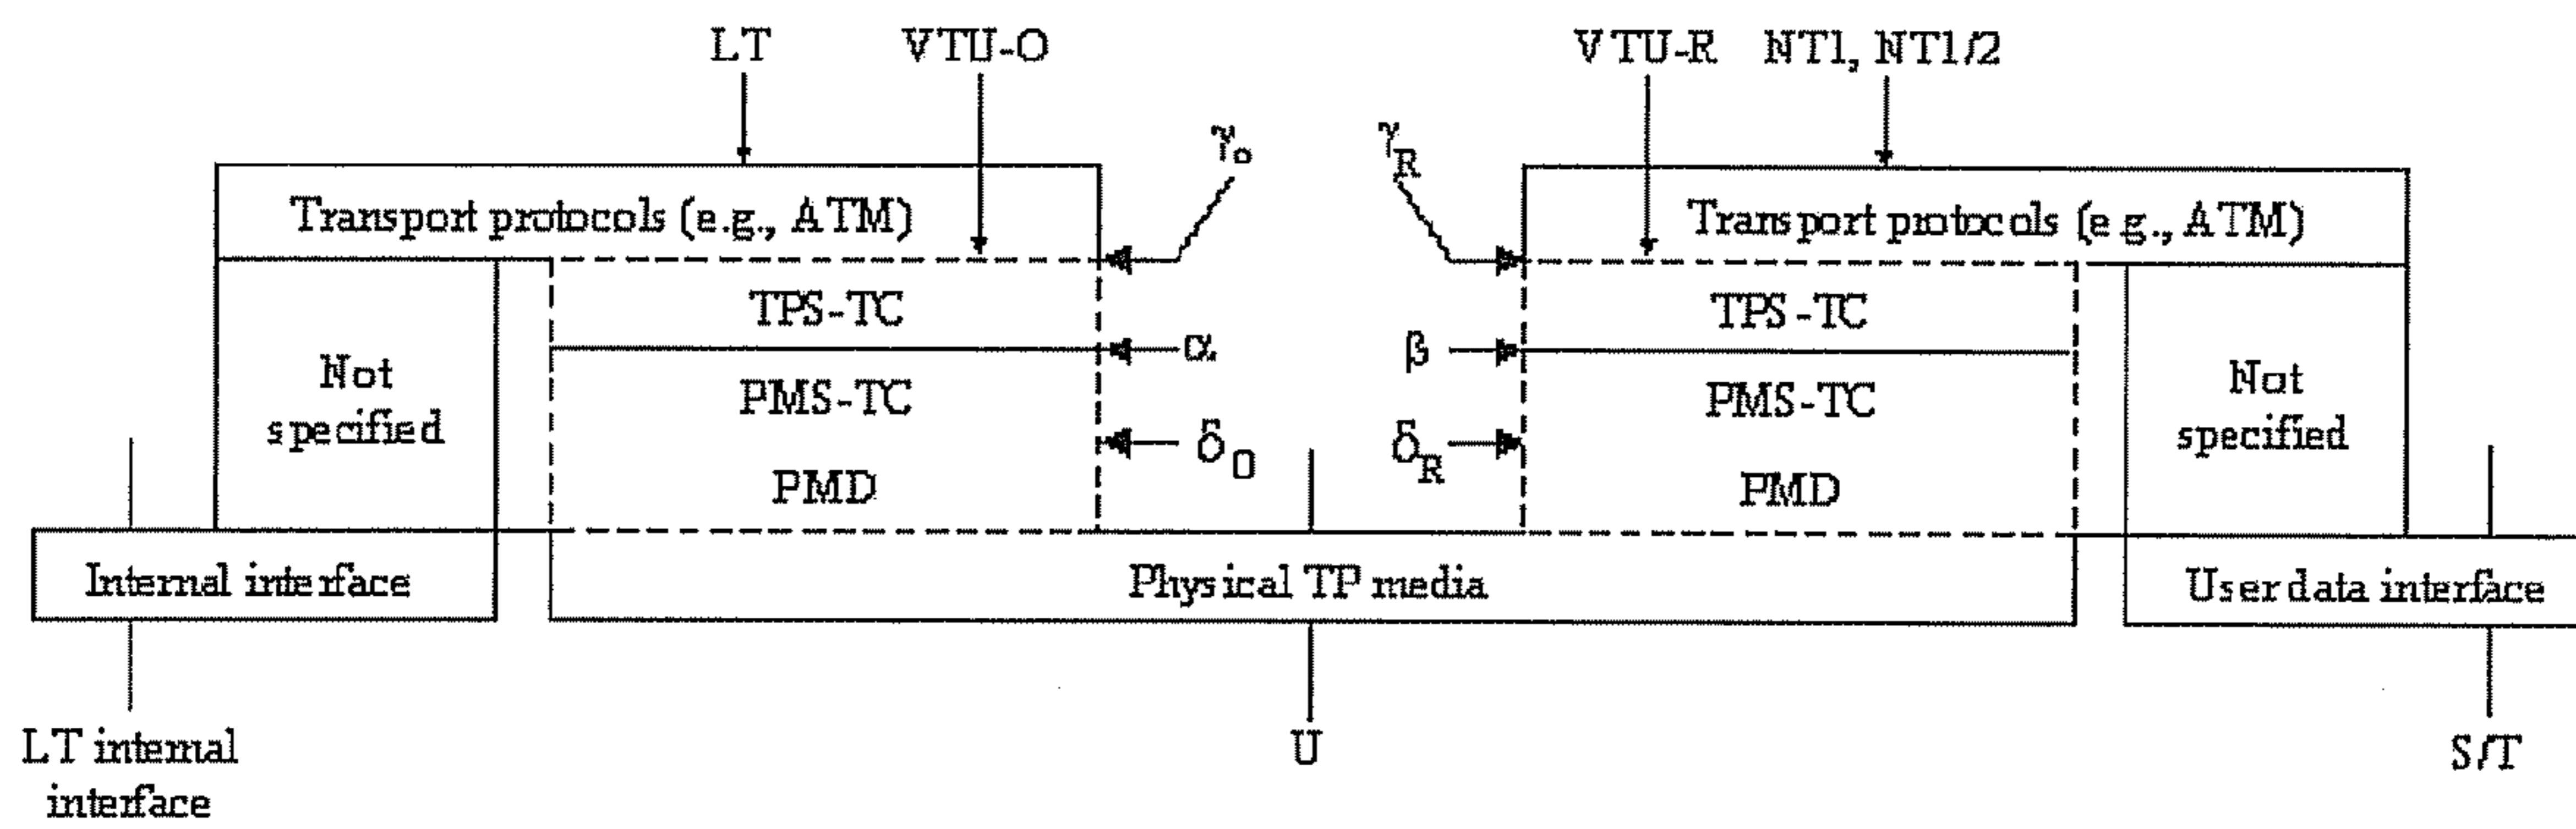 LT VTU-O VTU-R NT1, NT1/2
γo γR
Transport protocols (e.g., ATM) Transport protocols (e.g., ATM)
TPS-TC TPS-TC
α β
Not specified PMS-TC PMS-TC Not specified
δO δR
PMD PMD
Internal interface Physical TP media User data interface
LT internal interface U S/T